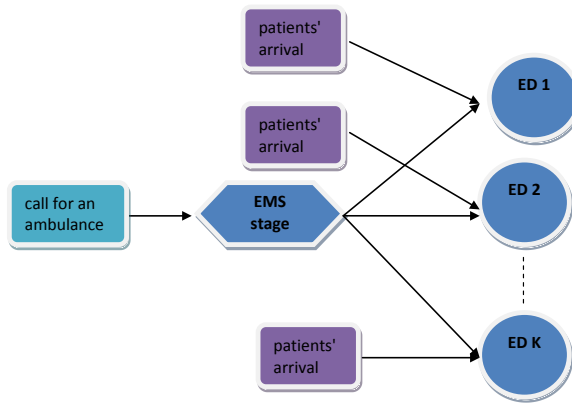 patients'
arrival
ED 1
patients'
arrival
call for an
ambulance
EMS
stage
ED 2
patients'
arrival
ED K